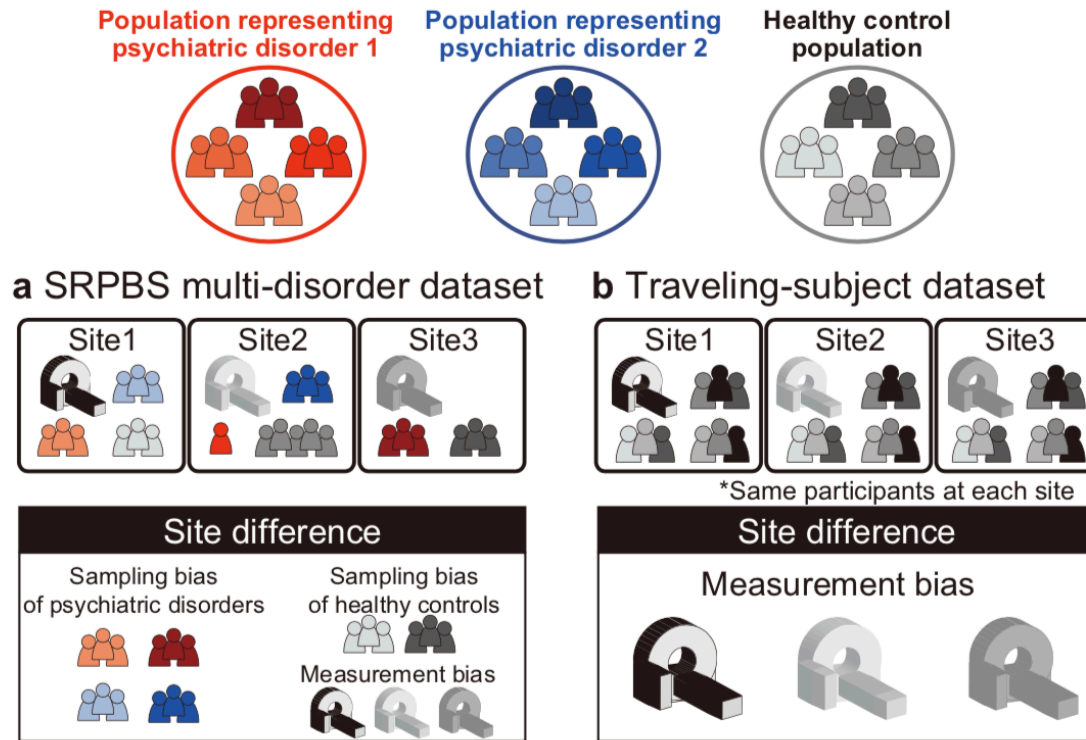 Population representing
psychiatric disorder 1
Population representing
psychiatric disorder 2
Healthy control
population
a SRPBS multi-disorder dataset
Site1
Site2
Site3
b Traveling-subject dataset
Site1
Site2
Site3
*Same participants at each site
Site difference
Sampling bias
of psychiatric disorders
Sampling bias
of healthy controls
Measurement bias
Site difference
Measurement bias